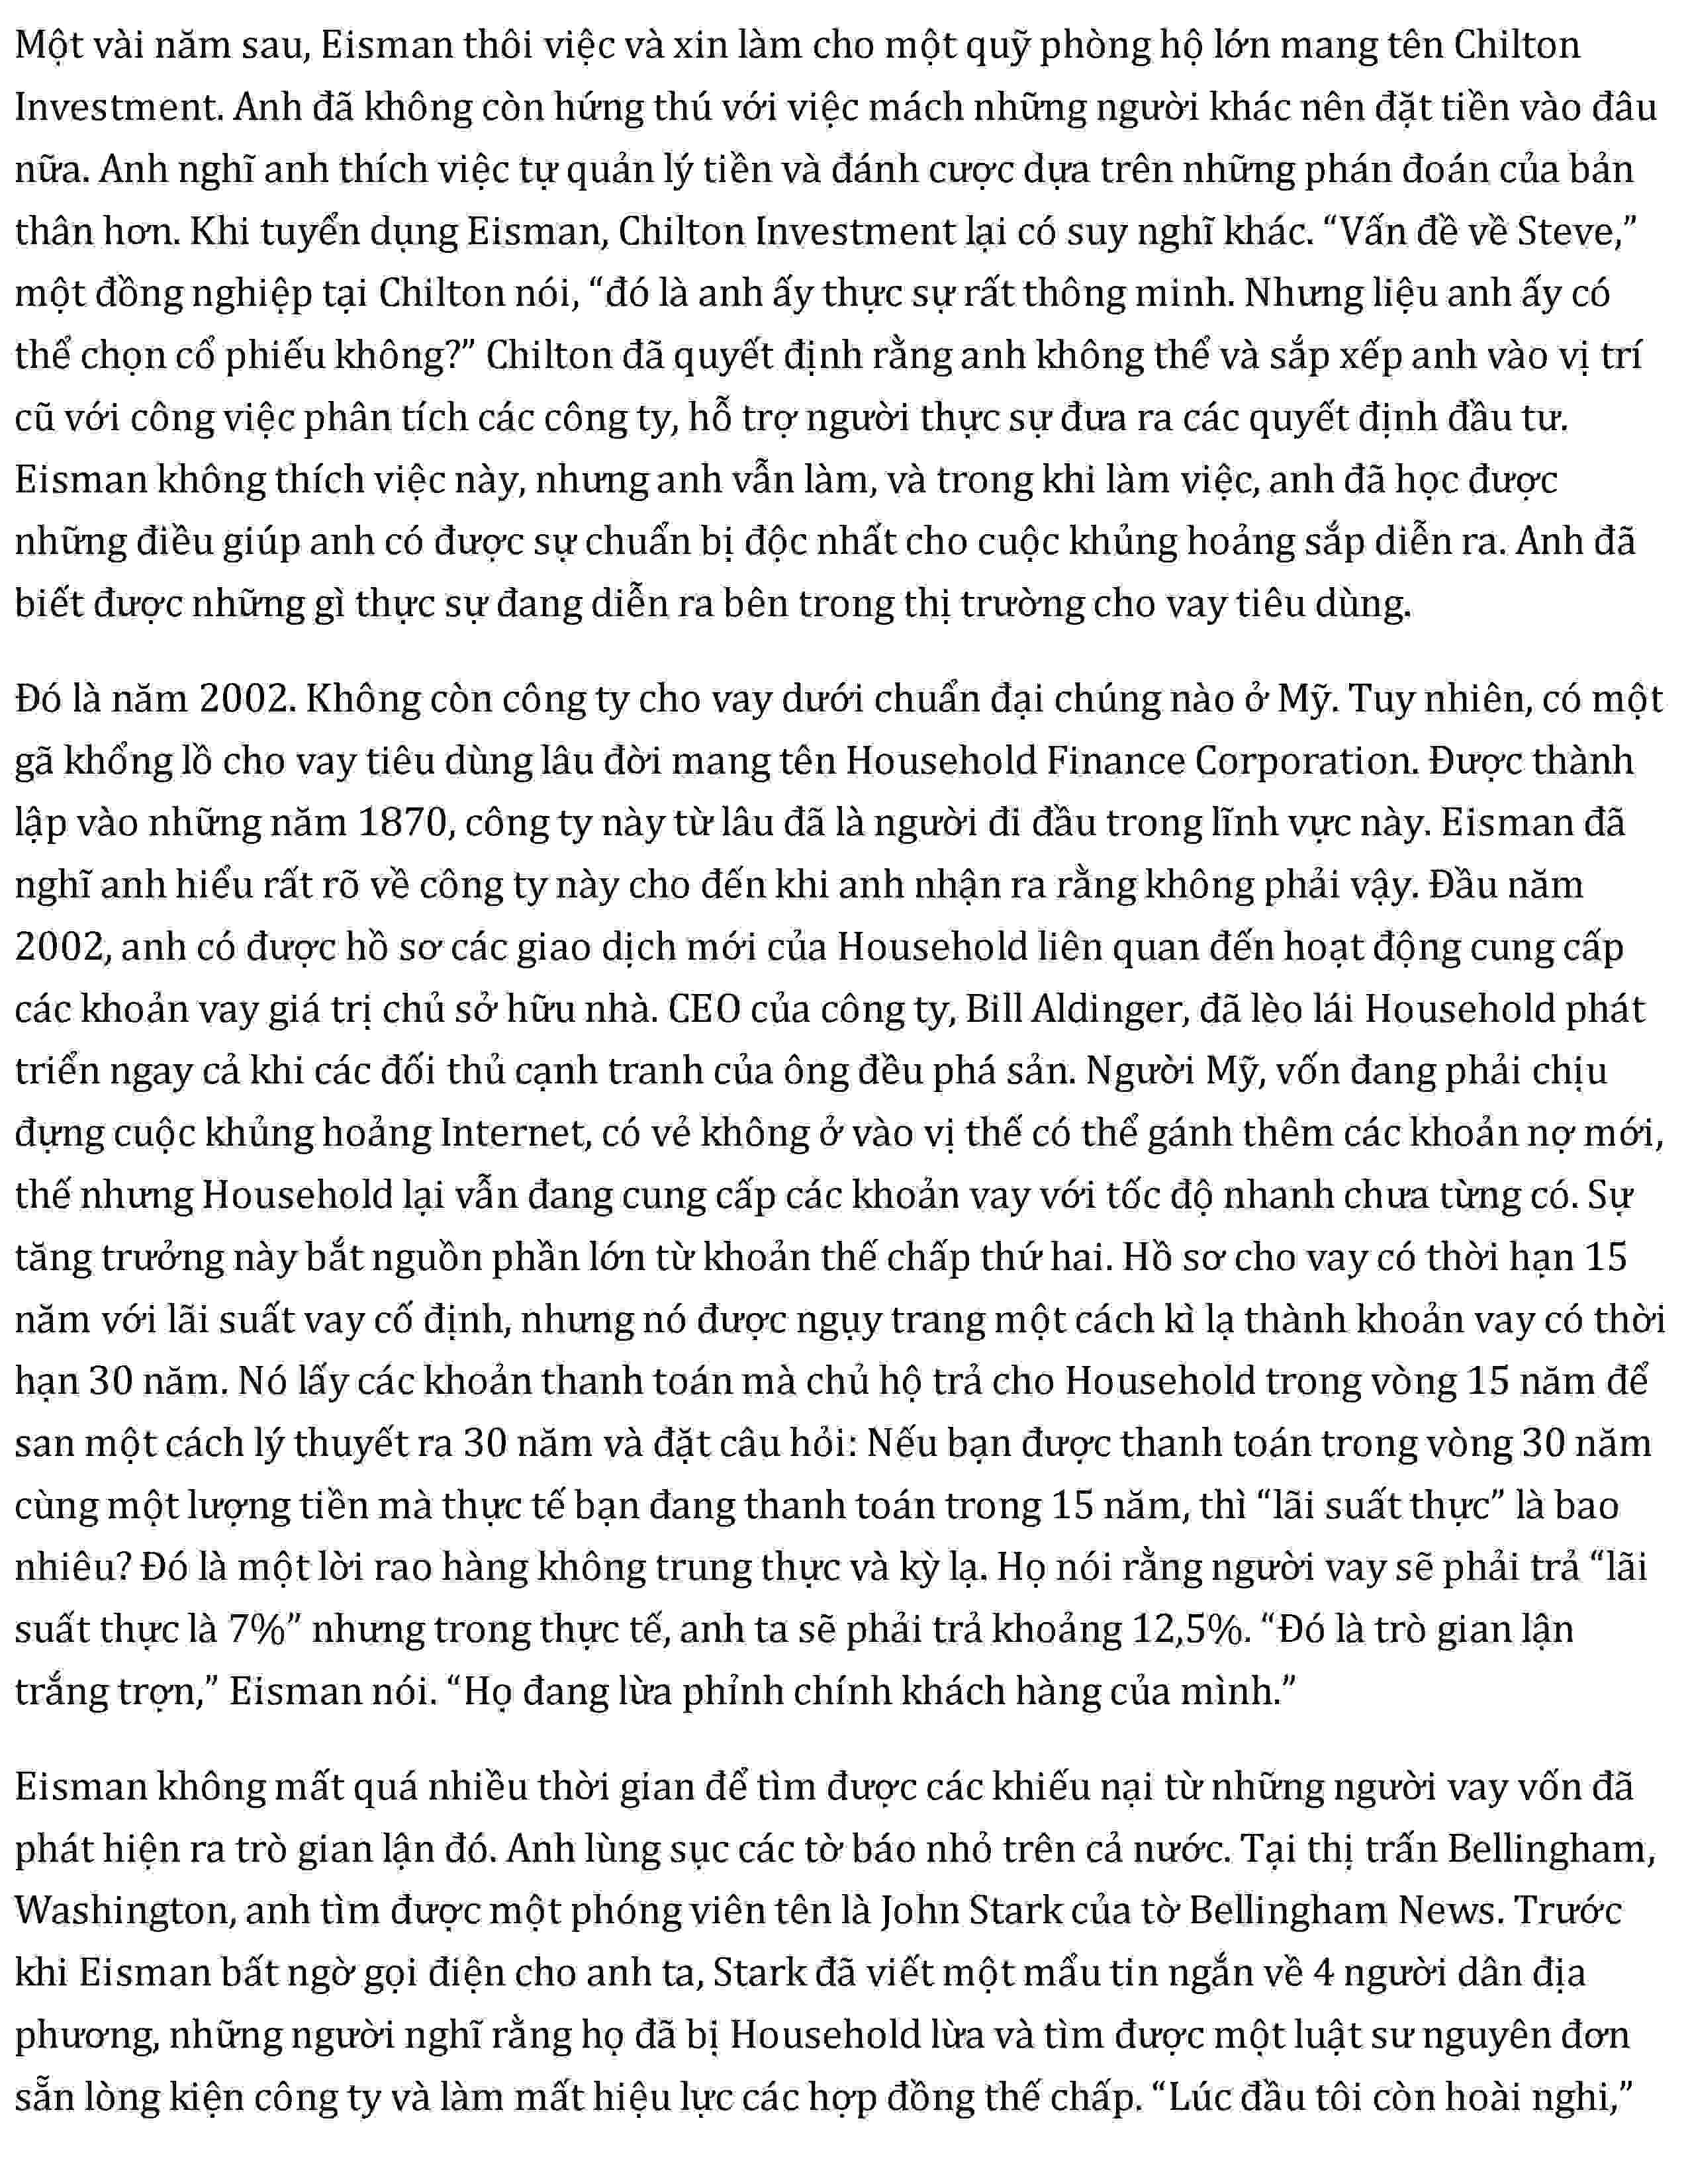 Một vài năm sau, Eisman thôi việc và xin làm cho một quỹ phòng hộ lớn mang tên Chilton
Investment. Anh đã không còn hứng thú với việc mách những người khác nên đặt tiền vào đâu
nữa. Anh nghĩ anh thích việc tự quản lý tiền và đánh cược dựa trên những phán đoán của bản
thân hơn. Khi tuyển dụng Eisman, Chilton Investment lại có suy nghĩ khác. “Vấn đề về Steve,”
một đồng nghiệp tại Chilton nói, “đó là anh ấy thực sự rất thông minh. Nhưng liệu anh ấy có
thể chọn cổ phiếu không?” Chilton đã quyết định rằng anh không thể và sắp xếp anh vào vị trí
cũ với công việc phân tích các công ty, hỗ trợ người thực sự đưa ra các quyết định đầu tư.
Eisman không thích việc này, nhưng anh vẫn làm, và trong khi làm việc, anh đã học được
những điều giúp anh có được sự chuẩn bị độc nhất cho cuộc khủng hoảng sắp diễn ra. Anh đã
biết được những gì thực sự đang diễn ra bên trong thị trường cho vay tiêu dùng.
Đó là năm 2002. Không còn công ty cho vay dưới chuẩn đại chúng nào ở Mỹ. Tuy nhiên, có một
gã khổng lồ cho vay tiêu dùng lâu đời mang tên Household Finance Corporation. Được thành
lập vào những năm 1870, công ty này từ lâu đã là người đi đầu trong lĩnh vực này. Eisman đã
nghĩ anh hiểu rất rõ về công ty này cho đến khi anh nhận ra rằng không phải vậy. Đầu năm
2002, anh có được hồ sơ các giao dịch mới của Household liên quan đến hoạt động cung cấp
các khoản vay giá trị chủ sở hữu nhà. CEO của công ty, Bill Aldinger, đã lèo lái Household phát
triển ngay cả khi các đối thủ cạnh tranh của ông đều phá sản. Người Mỹ, vốn đang phải chịu
đựng cuộc khủng hoảng Internet, có vẻ không ở vào vị thế có thể gánh thêm các khoản nợ mới,
thế nhưng Household lại vẫn đang cung cấp các khoản vay với tốc độ nhanh chưa từng có. Sự
tăng trưởng này bắt nguồn phần lớn từ khoản thế chấp thứ hai. Hồ sơ cho vay có thời hạn 15
năm với lãi suất vay cố định, nhưng nó được ngụy trang một cách kì lạ thành khoản vay có thời
hạn 30 năm. Nó lấy các khoản thanh toán mà chủ hộ trả cho Household trong vòng 15 năm để
san một cách lý thuyết ra 30 năm và đặt câu hỏi: Nếu bạn được thanh toán trong vòng 30 năm
cùng một lượng tiền mà thực tế bạn đang thanh toán trong 15 năm, thì “lãi suất thực” là bao
nhiêu? Đó là một lời rao hàng không trung thực và kỳ lạ. Họ nói rằng người vay sẽ phải trả “lãi
suất thực là 7%” nhưng trong thực tế, anh ta sẽ phải trả khoảng 12,5%. “Đó là trò gian lận
trắng trợn,” Eisman nói. “Họ đang lừa phỉnh chính khách hàng của mình.”
Eisman không mất quá nhiều thời gian để tìm được các khiếu nại từ những người vay vốn đã
phát hiện ra trò gian lận đó. Anh lùng sục các tờ báo nhỏ trên cả nước. Tại thị trấn Bellingham,
Washington, anh tìm được một phóng viên tên là John Stark của tờ Bellingham News. Trước
khi Eisman bất ngờ gọi điện cho anh ta, Stark đã viết một mẩu tin ngắn về 4 người dân địa
phương, những người nghĩ rằng họ đã bị Household lừa và tìm được một luật sư nguyên đơn
sẵn lòng kiện công ty và làm mất hiệu lực các hợp đồng thế chấp. “Lúc đầu tôi còn hoài nghi,”